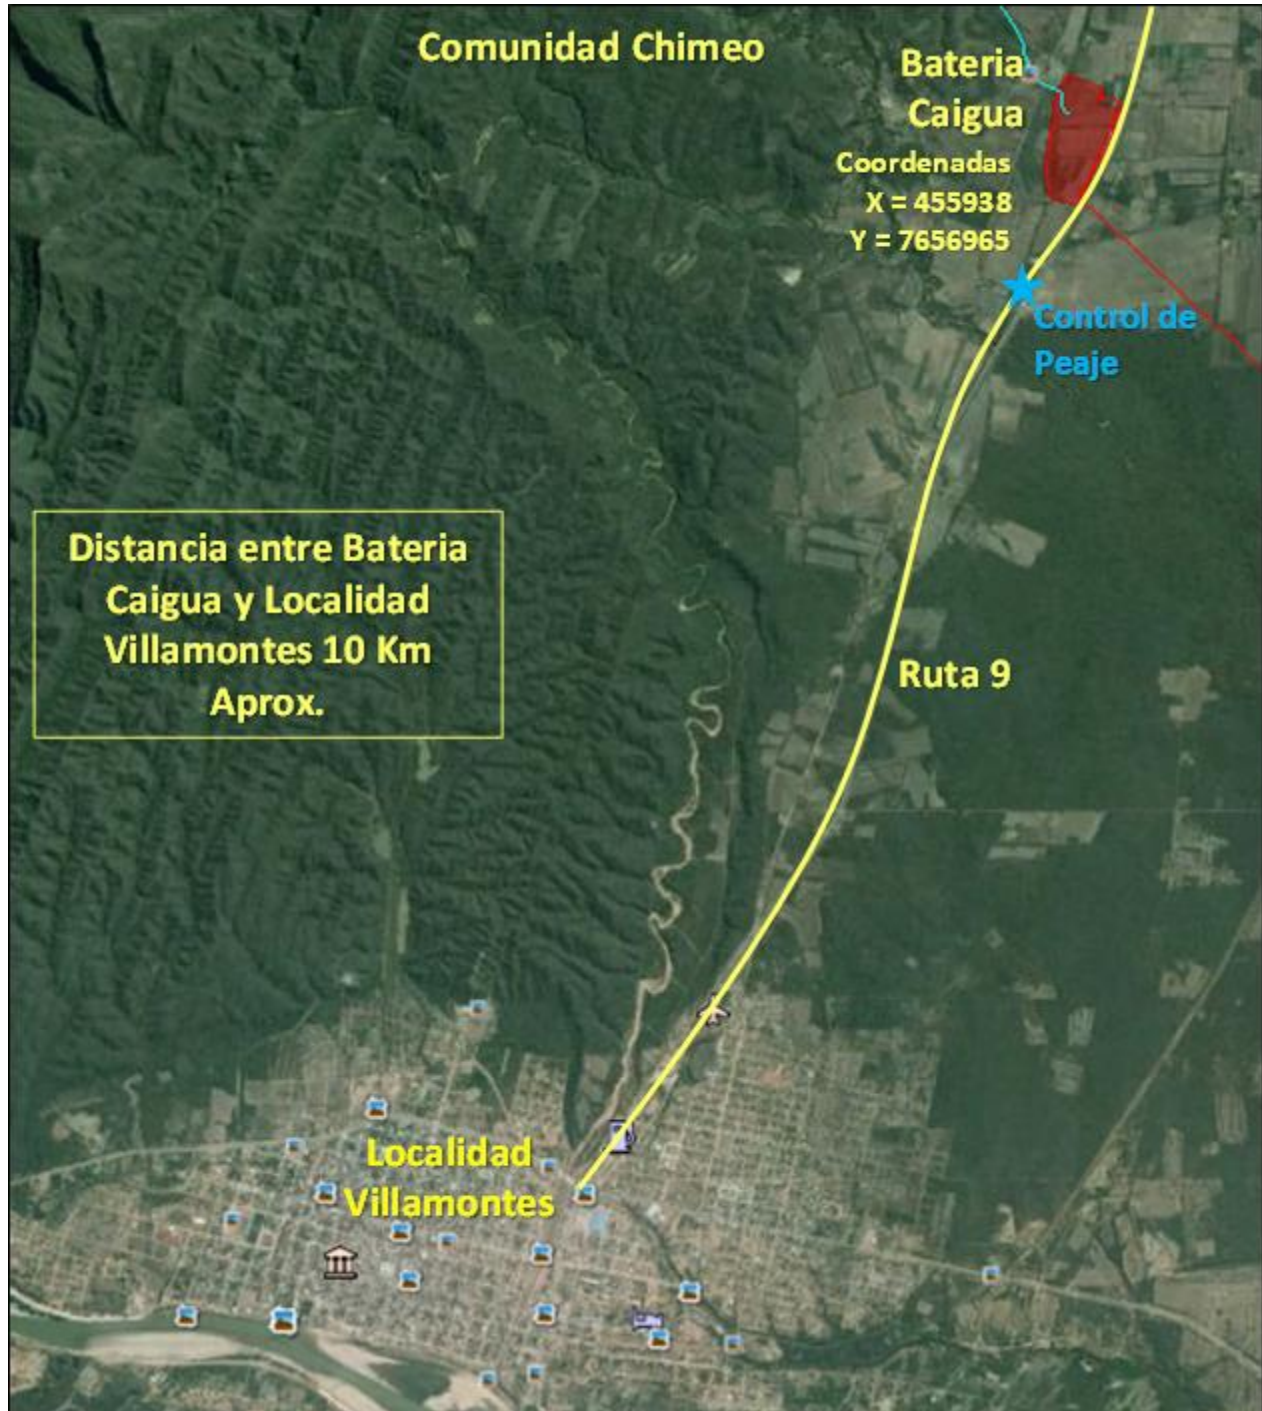 Comunidad Chimeo
Bateria
Caigua
Coordenadas
X = 455938
Y = 7656965
Control de
Peaje
Distancia entre Bateria
Caigua y Localidad
Villamontes 10 Km
Aprox.
Ruta 9
Localidad
Villamontes